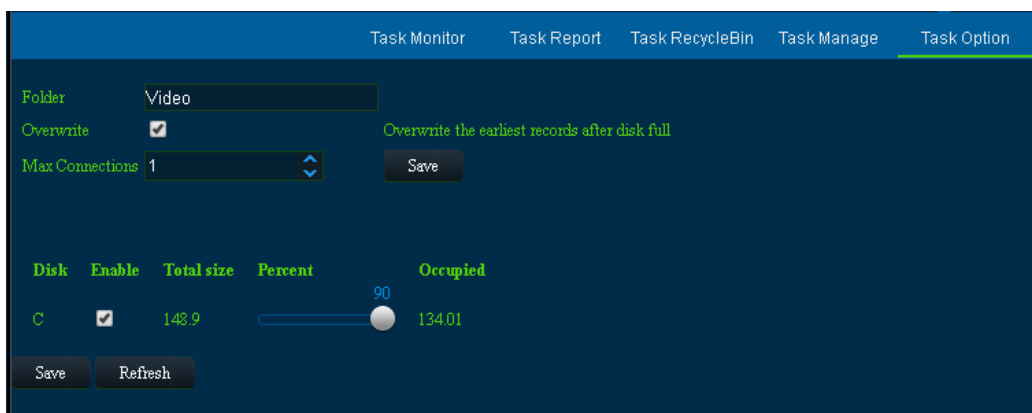 Task Monitor Task Report Task RecycleBin Task Manage Task Option
Folder Video
Overwrite Overwrite the earliest records after disk full
Max Connections 1 Save
Disk Enable Total size Percent Occupied
90
C 148.9 134.01
Save Refresh